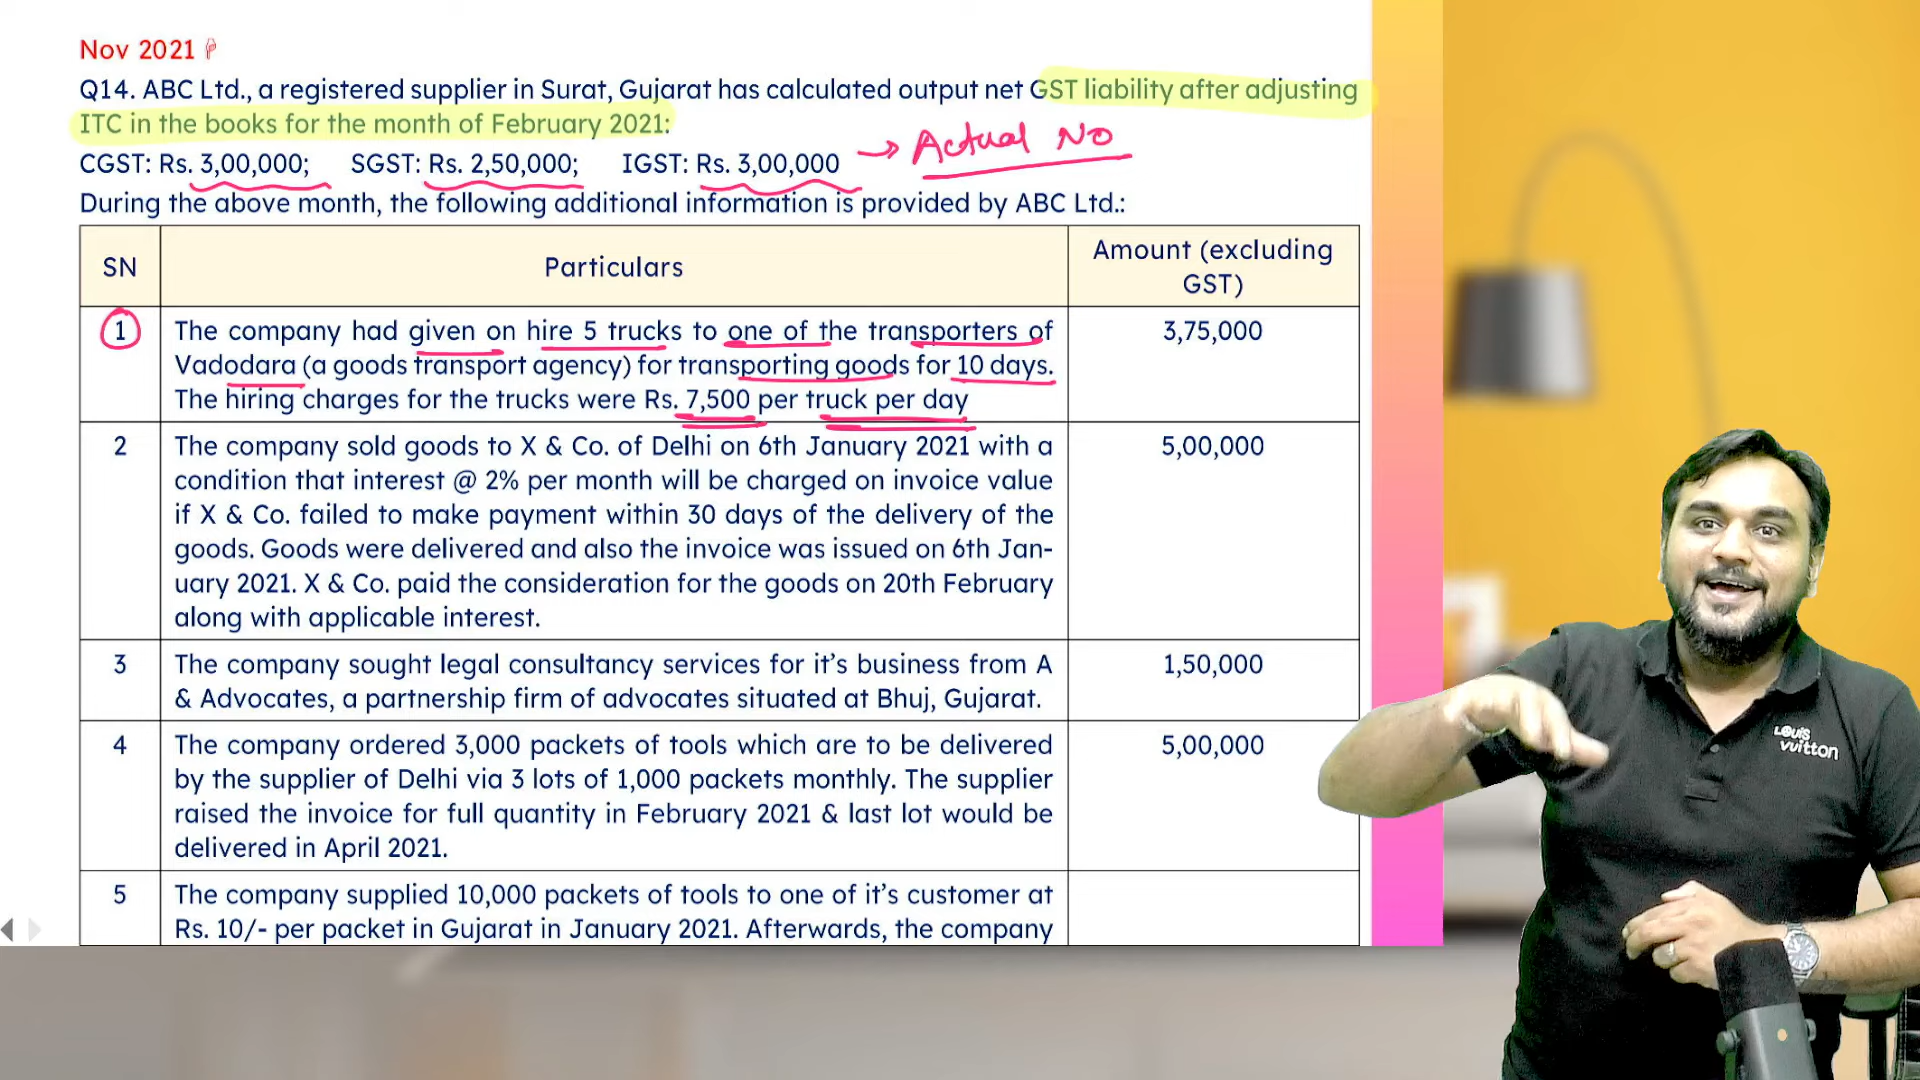 Nov 2021
Q14. ABC Ltd., a registered supplier in Surat, Gujarat has calculated output net GST liability after adjusting
ITC in the books for the month of February 2021:
CGST: Rs. 3,00,000; SGST: Rs. 2,50,000; IGST: Rs. 3,00,000 → Actual No
During the above month, the following additional information is provided by ABC Ltd.:
SN Particulars Amount (excluding
GST)
1 The company had given on hire 5 trucks to one of the transporters of 3,75,000
Vadodara (a goods transport agency) for transporting goods for 10 days.
The hiring charges for the trucks were Rs. 7,500 per truck per day
2 The company sold goods to X & Co. of Delhi on 6th January 2021 with a 5,00,000
condition that interest @ 2% per month will be charged on invoice value
if X & Co. failed to make payment within 30 days of the delivery of the
goods. Goods were delivered and also the invoice was issued on 6th Jan-
uary 2021. X & Co. paid the consideration for the goods on 20th February
along with applicable interest.
3 The company sought legal consultancy services for it's business from A 1,50,000
& Advocates, a partnership firm of advocates situated at Bhuj, Gujarat.
4 The company ordered 3,000 packets of tools which are to be delivered 5,00,000
by the supplier of Delhi via 3 lots of 1,000 packets monthly. The supplier
raised the invoice for full quantity in February 2021 & last lot would be
delivered in April 2021.
5 The company supplied 10,000 packets of tools to one of it's customer at
Rs. 10/- per packet in Gujarat in January 2021. Afterwards, the company
LOUIS
vuitton